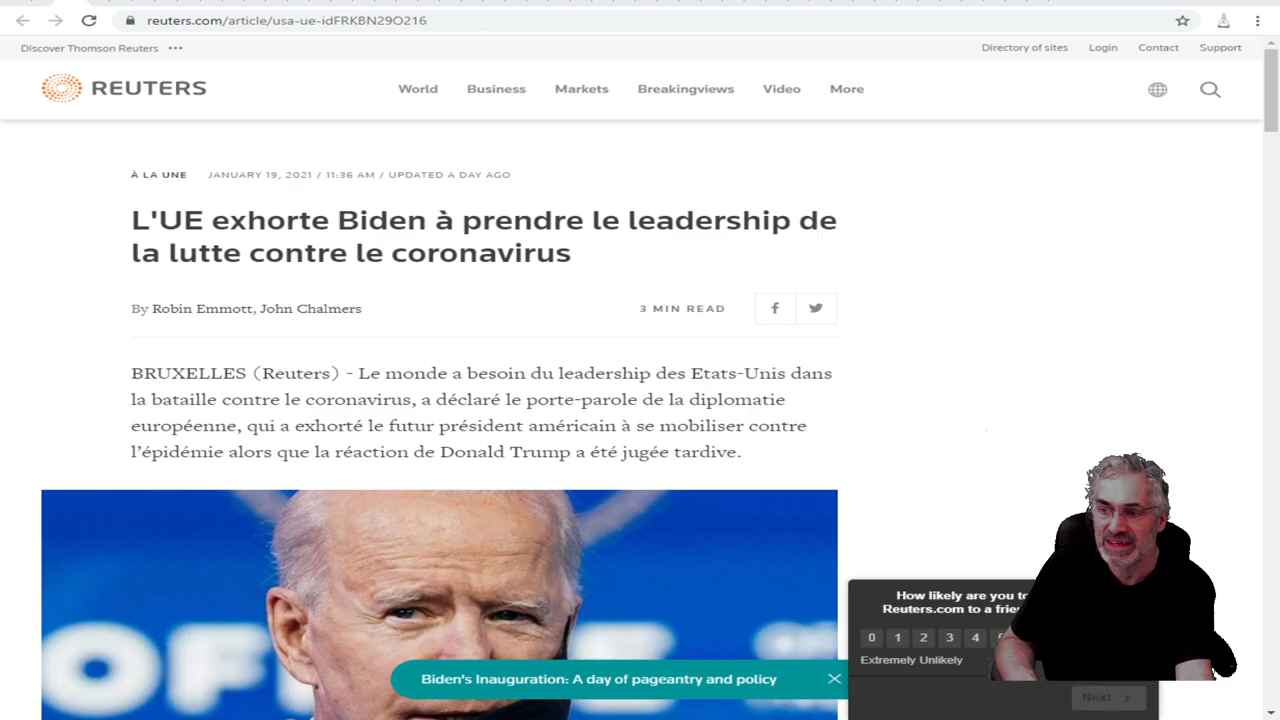 reuters.com/article/usa-ue-idFRKBN29O216
Discover Thomson Reuters •••
Directory of sites Login Contact Support
REUTERS
World Business Markets Breakingviews Video More
À LA UNE JANUARY 19, 2021 / 11:36 AM / UPDATED A DAY AGO
L'UE exhorte Biden à prendre le leadership de
la lutte contre le coronavirus
By Robin Emmott, John Chalmers
3 MIN READ
BRUXELLES (Reuters) - Le monde a besoin du leadership des Etats-Unis dans
la bataille contre le coronavirus, a déclaré le porte-parole de la diplomatie
européenne, qui a exhorté le futur président américain à se mobiliser contre
l’épidémie alors que la réaction de Donald Trump a été jugée tardive.
How likely are you
Reuters.com to a
0 1 2 3 4
Extremely Unlikely
Next
Biden's Inauguration: A day of pageantry and policy